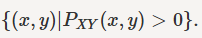 {(x, y)|P_{XY}(x, y) > 0}.